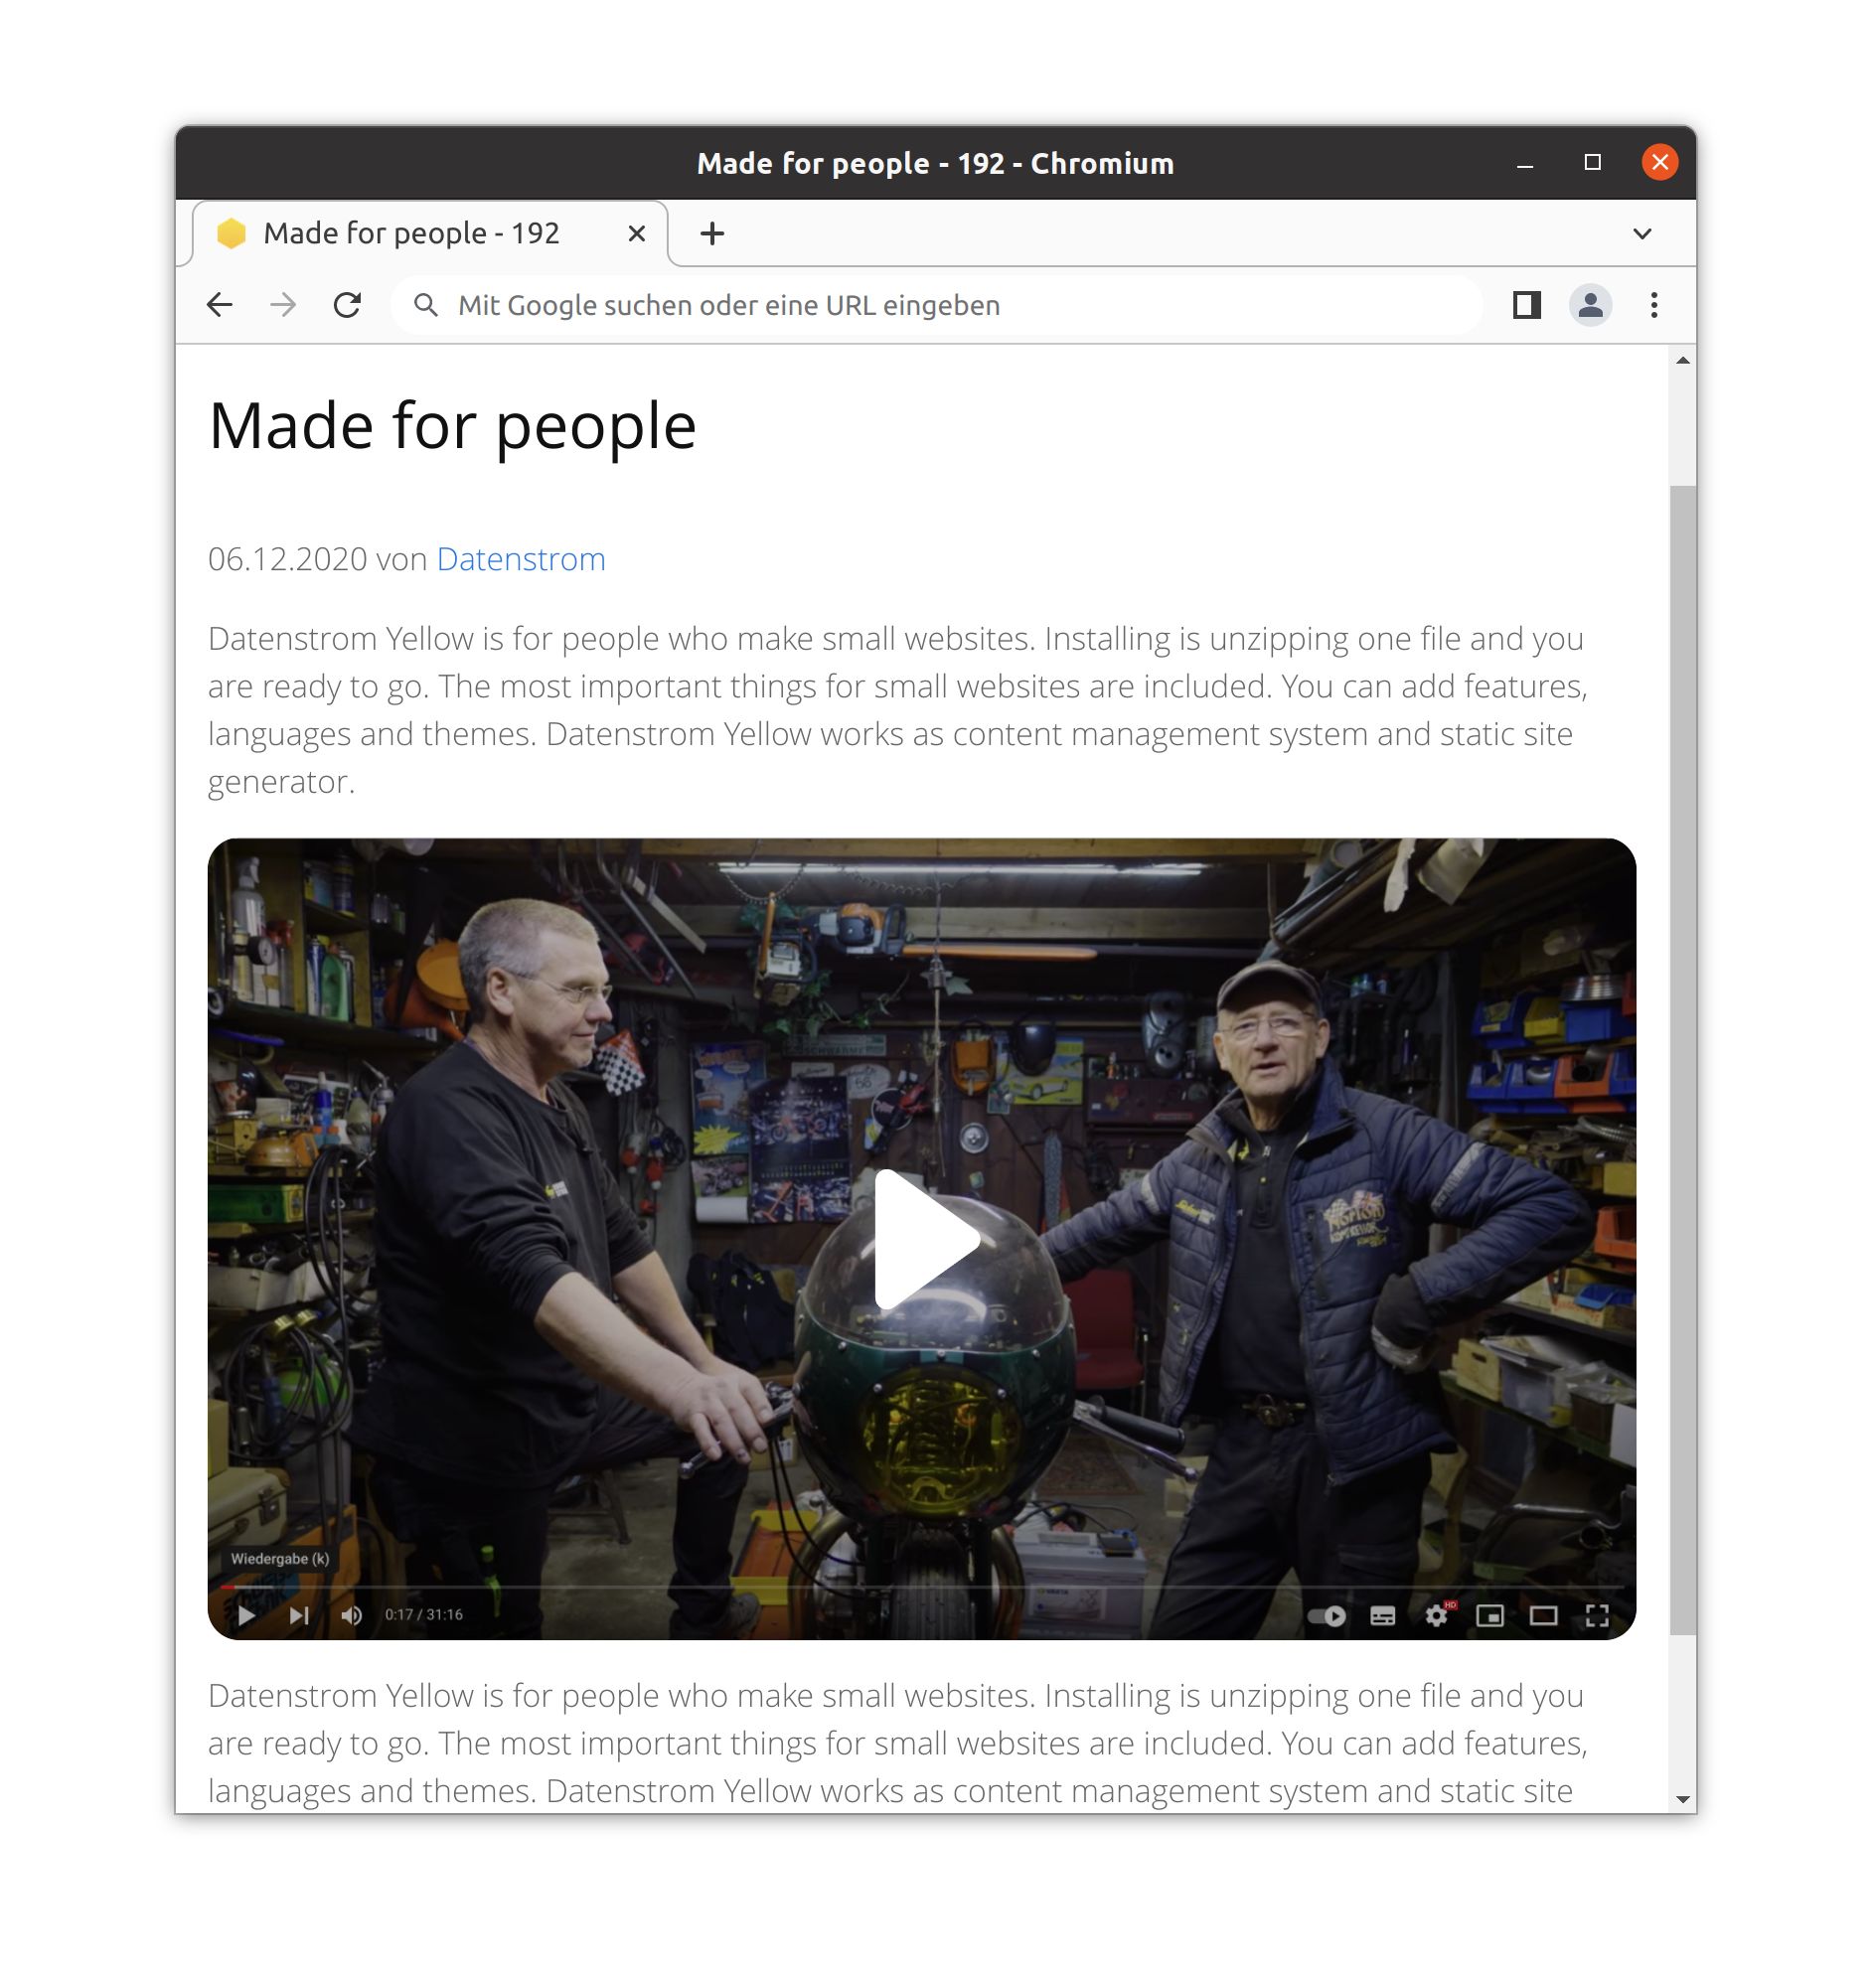 Made for people - 192 - Chromium
Made for people - 192
Mit Google suchen oder eine URL eingeben
Made for people
06.12.2020 von Datenstrom
Datenstrom Yellow is for people who make small websites. Installing is unzipping one file and you
are ready to go. The most important things for small websites are included. You can add features,
languages and themes. Datenstrom Yellow works as content management system and static site
generator.
Wiedergabe (k)
0:17 / 31:16
HD
Datenstrom Yellow is for people who make small websites. Installing is unzipping one file and you
are ready to go. The most important things for small websites are included. You can add features,
languages and themes. Datenstrom Yellow works as content management system and static site